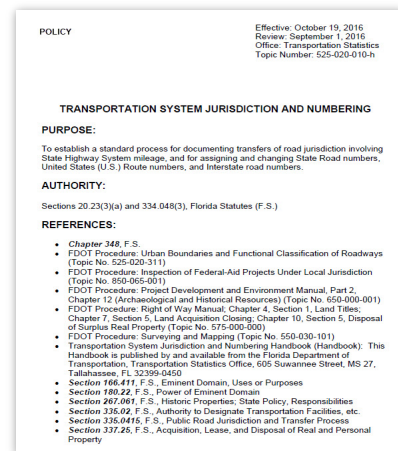 POLICY
Effective: October 19, 2016
Review: September 1, 2016
Office: Transportation Statistics
Topic Number: 525-020-010-h
TRANSPORTATION SYSTEM JURISDICTION AND NUMBERING
PURPOSE:
To establish a standard process for documenting transfers of road jurisdiction involving
State Highway System mileage, and for assigning and changing State Road numbers,
United States (U.S.) Route numbers, and Interstate road numbers.
AUTHORITY:
Sections 20.23(3)(a) and 334.048(3), Florida Statutes (F.S.)
REFERENCES:
• Chapter 348, F.S.
• FDOT Procedure: Urban Boundaries and Functional Classification of Roadways
(Topic No. 525-020-311)
• FDOT Procedure: Inspection of Federal-Aid Projects Under Local Jurisdiction
(Topic No. 850-065-001)
• FDOT Procedure: Project Development and Environment Manual, Part 2,
Chapter 12 (Archaeological and Historical Resources) (Topic No. 650-000-001)
• FDOT Procedure: Right of Way Manual; Chapter 4, Section 1, Land Titles;
Chapter 7, Section 5, Land Acquisition Closing; Chapter 10, Section 5, Disposal
of Surplus Real Property (Topic No. 575-000-000)
• FDOT Procedure: Surveying and Mapping (Topic No. 550-030-101)
• Transportation System Jurisdiction and Numbering Handbook (Handbook): This
Handbook is published by and available from the Florida Department of
Transportation, Transportation Statistics Office, 605 Suwannee Street, MS 27,
Tallahassee, FL 32399-0450
• Section 166.411, F.S., Eminent Domain, Uses or Purposes
• Section 180.22, F.S., Power of Eminent Domain
• Section 267.061, F.S., Historic Properties; State Policy, Responsibilities
• Section 335.02, F.S., Authority to Designate Transportation Facilities, etc.
• Section 335.0415, F.S., Public Road Jurisdiction and Transfer Process
• Section 337.25, F.S., Acquisition, Lease, and Disposal of Real and Personal
Property